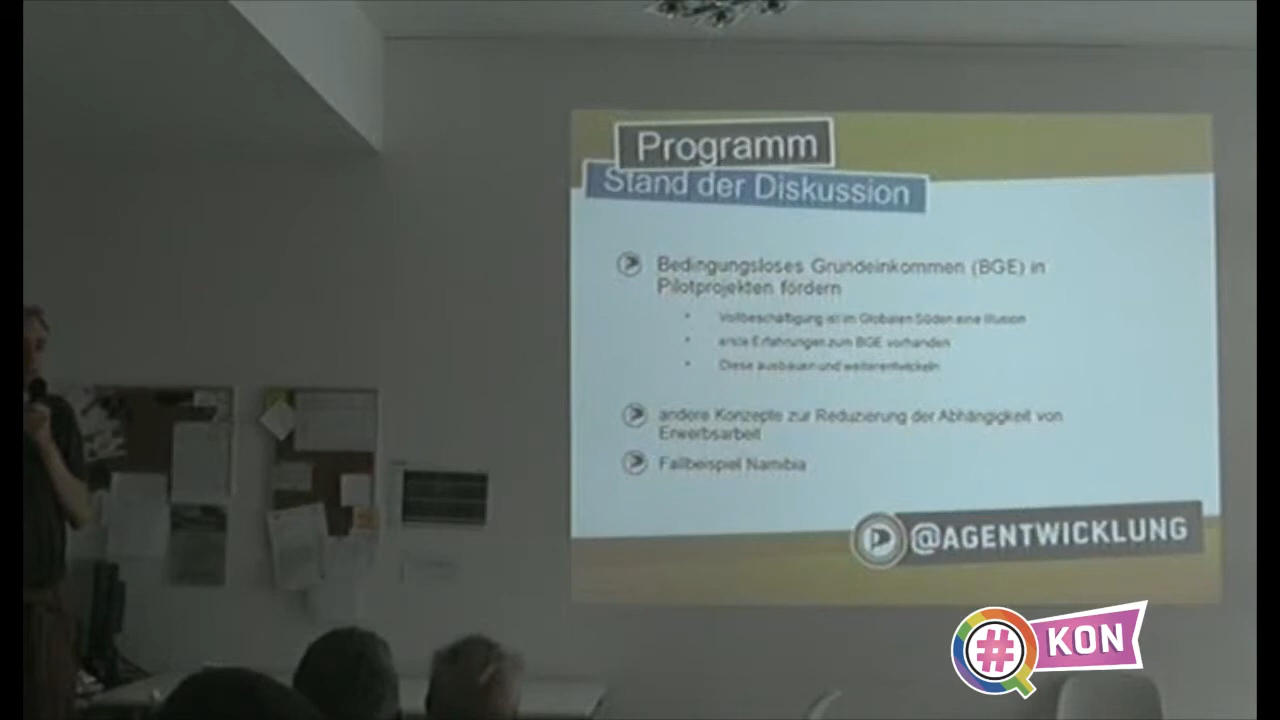 Programm
Stand der Diskussion
Bedingungsloses Grundeinkommen (BGE) in
Pilotprojekten fördern
Vollbeschäftigung ist im Globalen Süden eine Illusion
erste Erfahrungen zum BGE vorhanden
Diese ausbauen und weiterentwickeln
andere Konzepte zur Reduzierung der Abhängigkeit von
Erwerbsarbeit
Fallbeispiel Namibia
@AGENTWICKLUNG
# KON